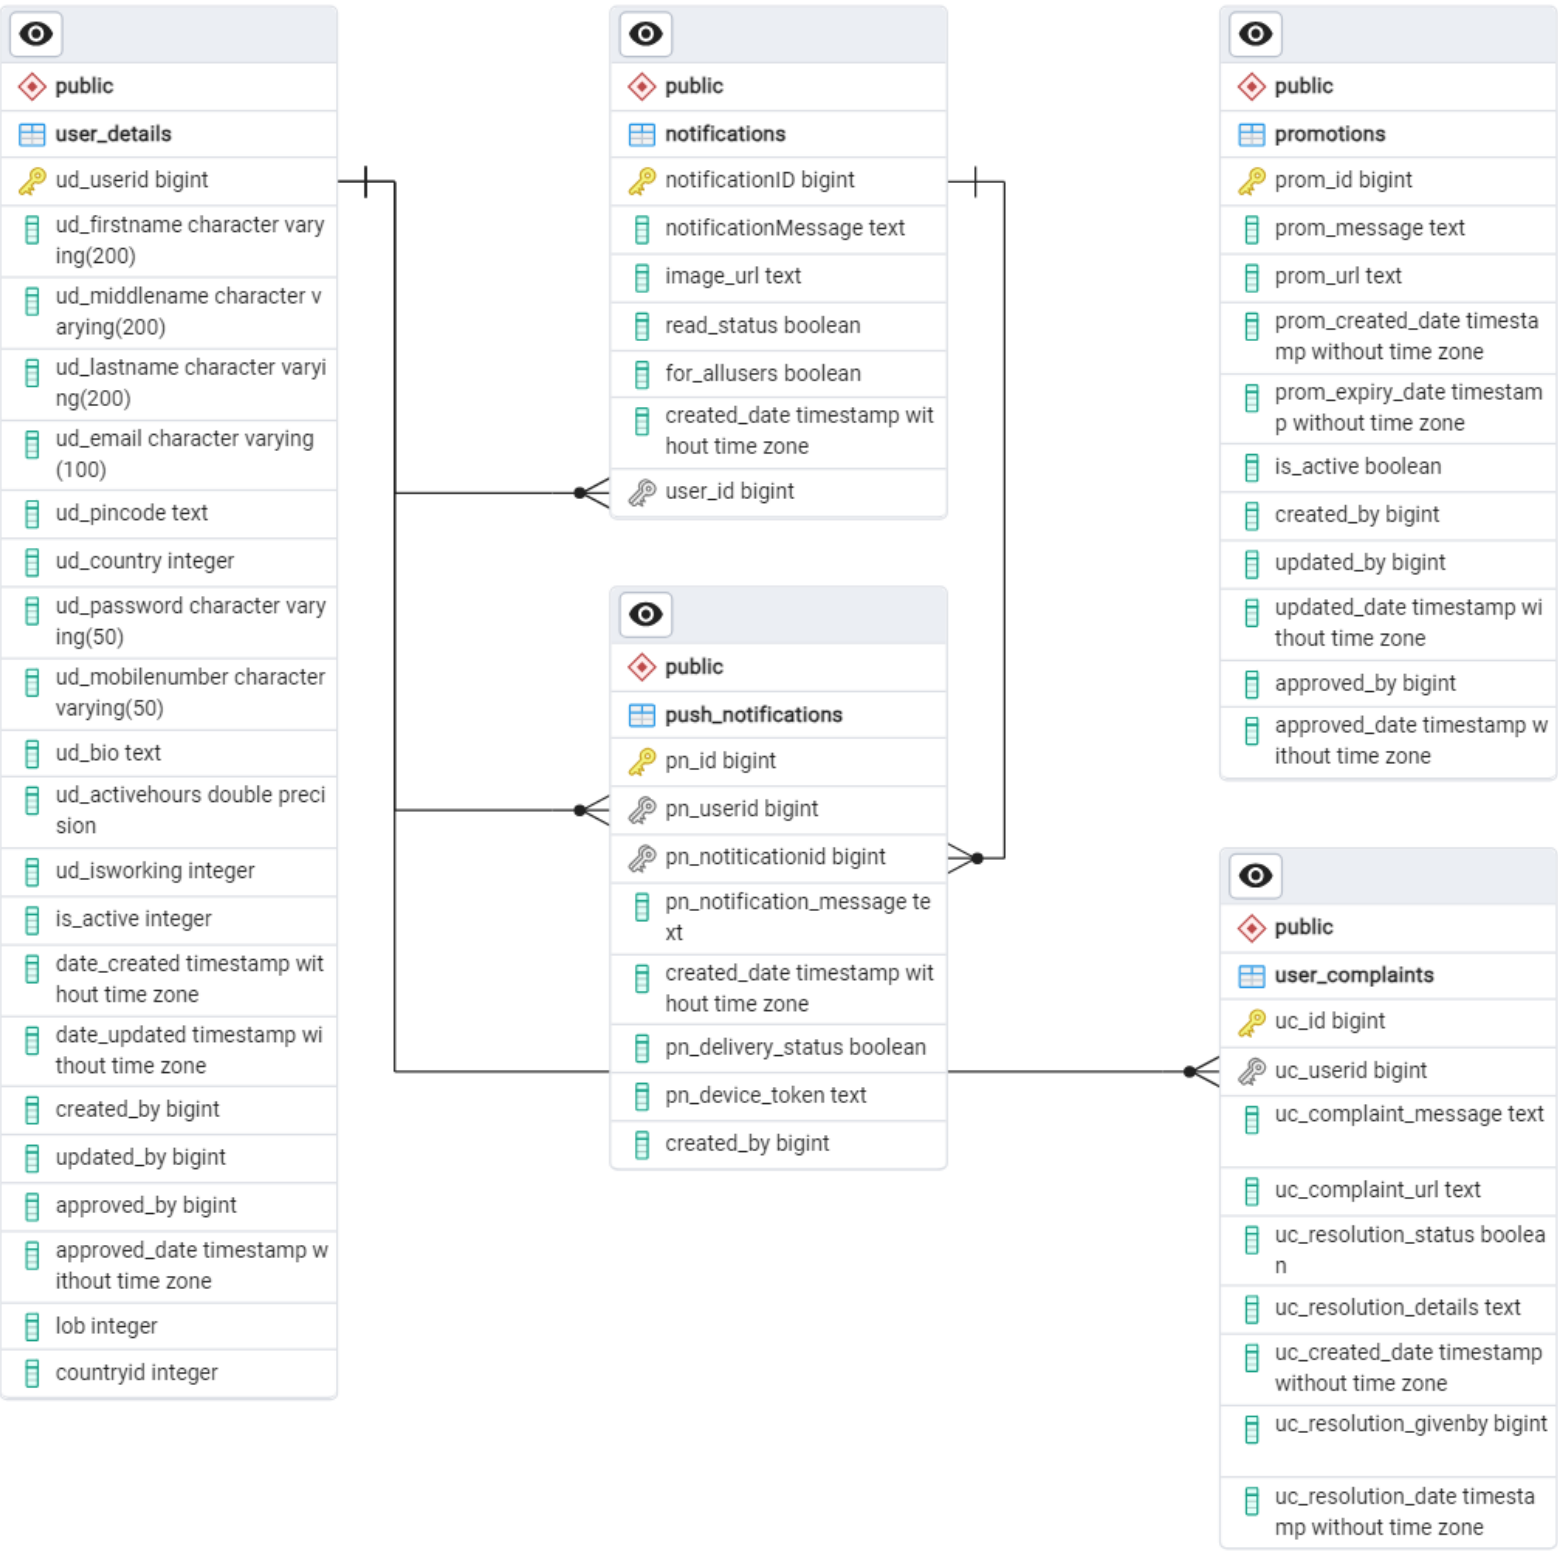 public
user_details
ud_userid bigint
ud_firstname character vary
ing(200)
ud_middlename character v
arying(200)
ud_lastname character varyi
ng(200)
ud_email character varying
(100)
ud_pincode text
ud_country integer
ud_password character vary
ing(50)
ud_mobilenumber character
varying(50)
ud_bio text
ud_activehours double preci
sion
ud_isworking integer
is_active integer
date_created timestamp wit
hout time zone
date_updated timestamp wi
thout time zone
created_by bigint
updated_by bigint
approved_by bigint
approved_date timestamp w
ithout time zone
lob integer
countryid integer
public
notifications
notificationID bigint
notificationMessage text
image_url text
read_status boolean
for_allusers boolean
created_date timestamp wit
hout time zone
user_id bigint
public
push_notifications
pn_id bigint
pn_userid bigint
pn_notiticationid bigint
pn_notification_message te
xt
created_date timestamp wit
hout time zone
pn_delivery_status boolean
pn_device_token text
created_by bigint
public
promotions
prom_id bigint
prom_message text
prom_url text
prom_created_date timesta
mp without time zone
prom_expiry_date timestam
p without time zone
is_active boolean
created_by bigint
updated_by bigint
updated_date timestamp wi
thout time zone
approved_by bigint
approved_date timestamp w
ithout time zone
public
user_complaints
uc_id bigint
uc_userid bigint
uc_complaint_message text
uc_complaint_url text
uc_resolution_status boolea
n
uc_resolution_details text
uc_created_date timestamp
without time zone
uc_resolution_givenby bigint
uc_resolution_date timesta
mp without time zone